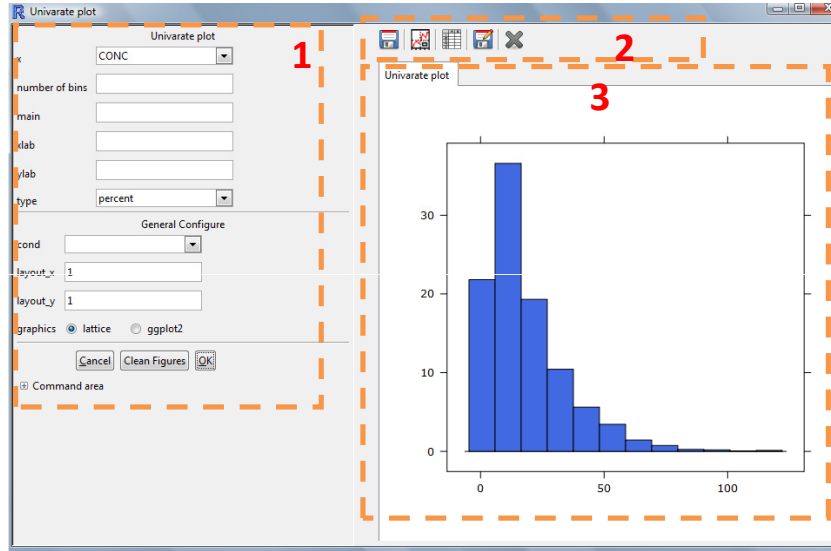 Univarate plot
Univarate plot
1
x CONC
number of bins
main
xlab
ylab
type percent
General Configure
cond
layout_x 1
layout_y 1
graphics lattice ggplot2
Cancel Clean Figures OK
Command area
2
Univarate plot
3
30
20
10
0
0 50 100